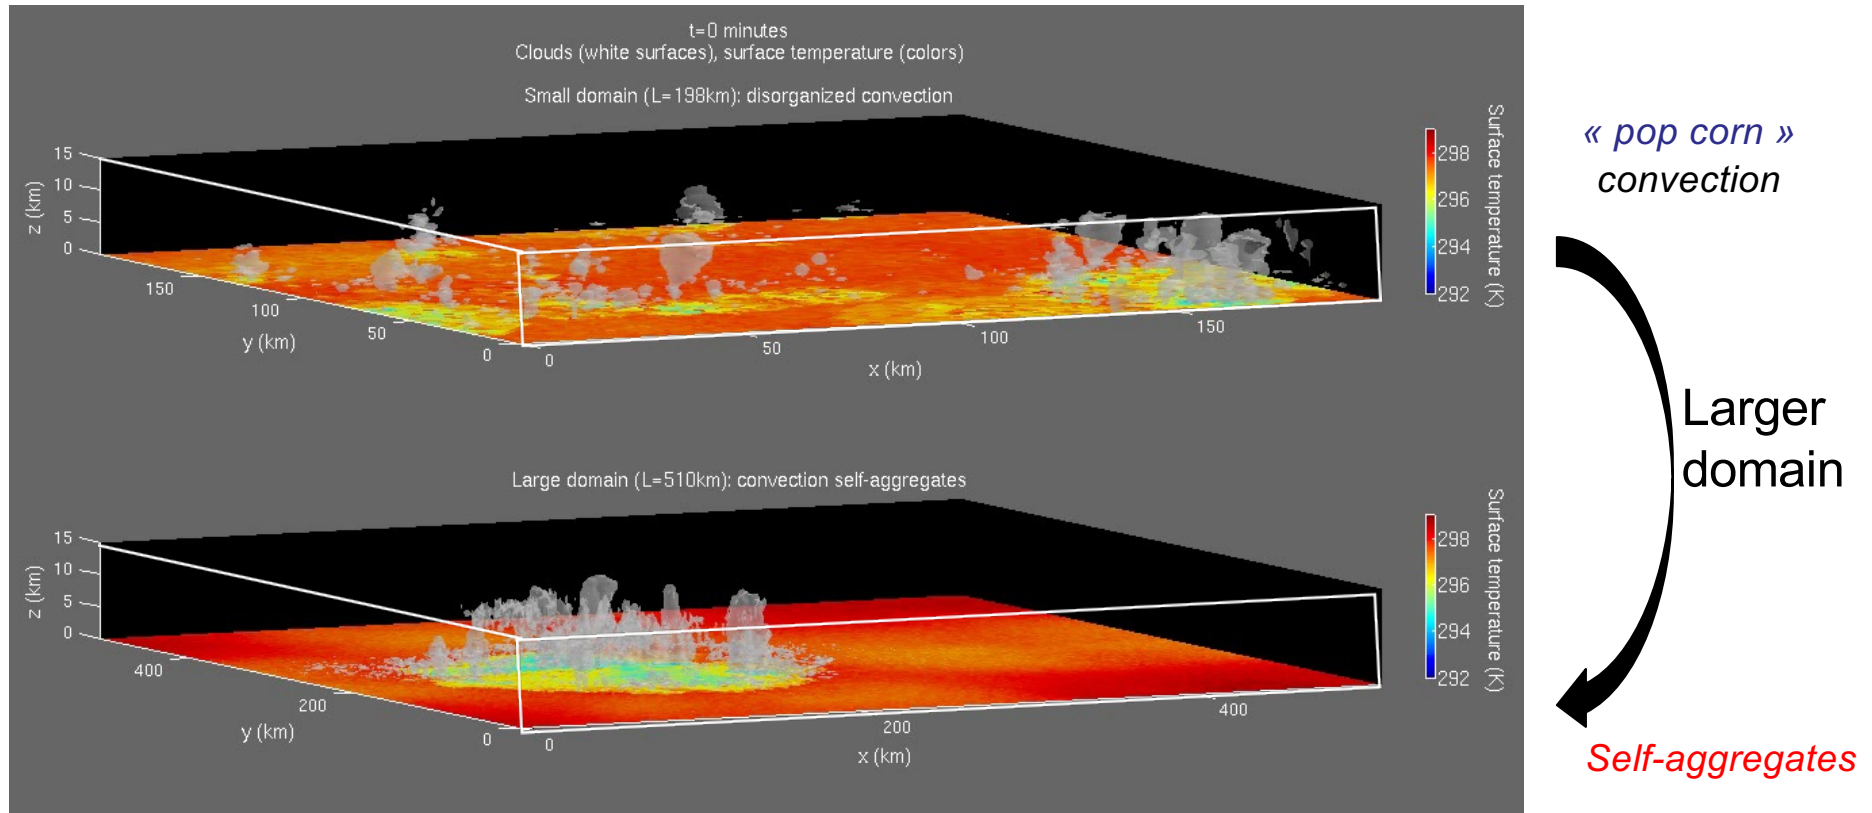 t=0 minutes
Clouds (white surfaces), surface temperature (colors)
Small domain (L=198km): disorganized convection
15
10
5
0
z (km)
150
100
50
0
y (km)
0
50
100
150
x (km)
298
296
294
292
Surface temperature (K)
« pop corn »
convection
Larger
domain
Large domain (L=510km): convection self-aggregates
15
10
5
0
z (km)
400
200
0
y (km)
0
200
400
x (km)
298
296
294
292
Surface temperature (K)
Self-aggregates